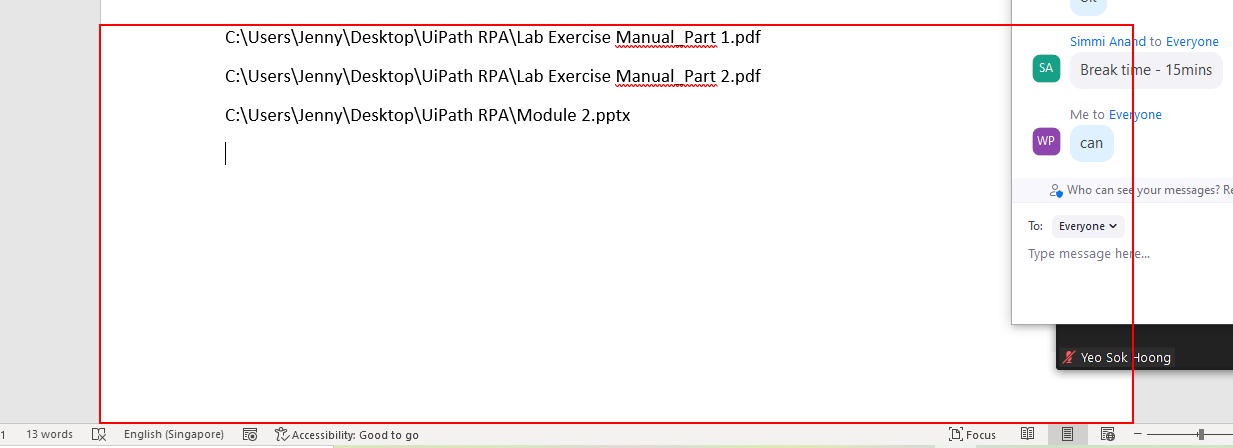 C:\Users\Jenny\Desktop\UiPath RPA\Lab Exercise Manual_Part 1.pdf
C:\Users\Jenny\Desktop\UiPath RPA\Lab Exercise Manual_Part 2.pdf
C:\Users\Jenny\Desktop\UiPath RPA\Module 2.pptx
Simmi Anand to Everyone
SA
Break time - 15mins
Me to Everyone
WP
can
Who can see your messages? Re
To: Everyone
Type message here...
Yeo Sok Hoong
1 13 words English (Singapore) Accessibility: Good to go Focus